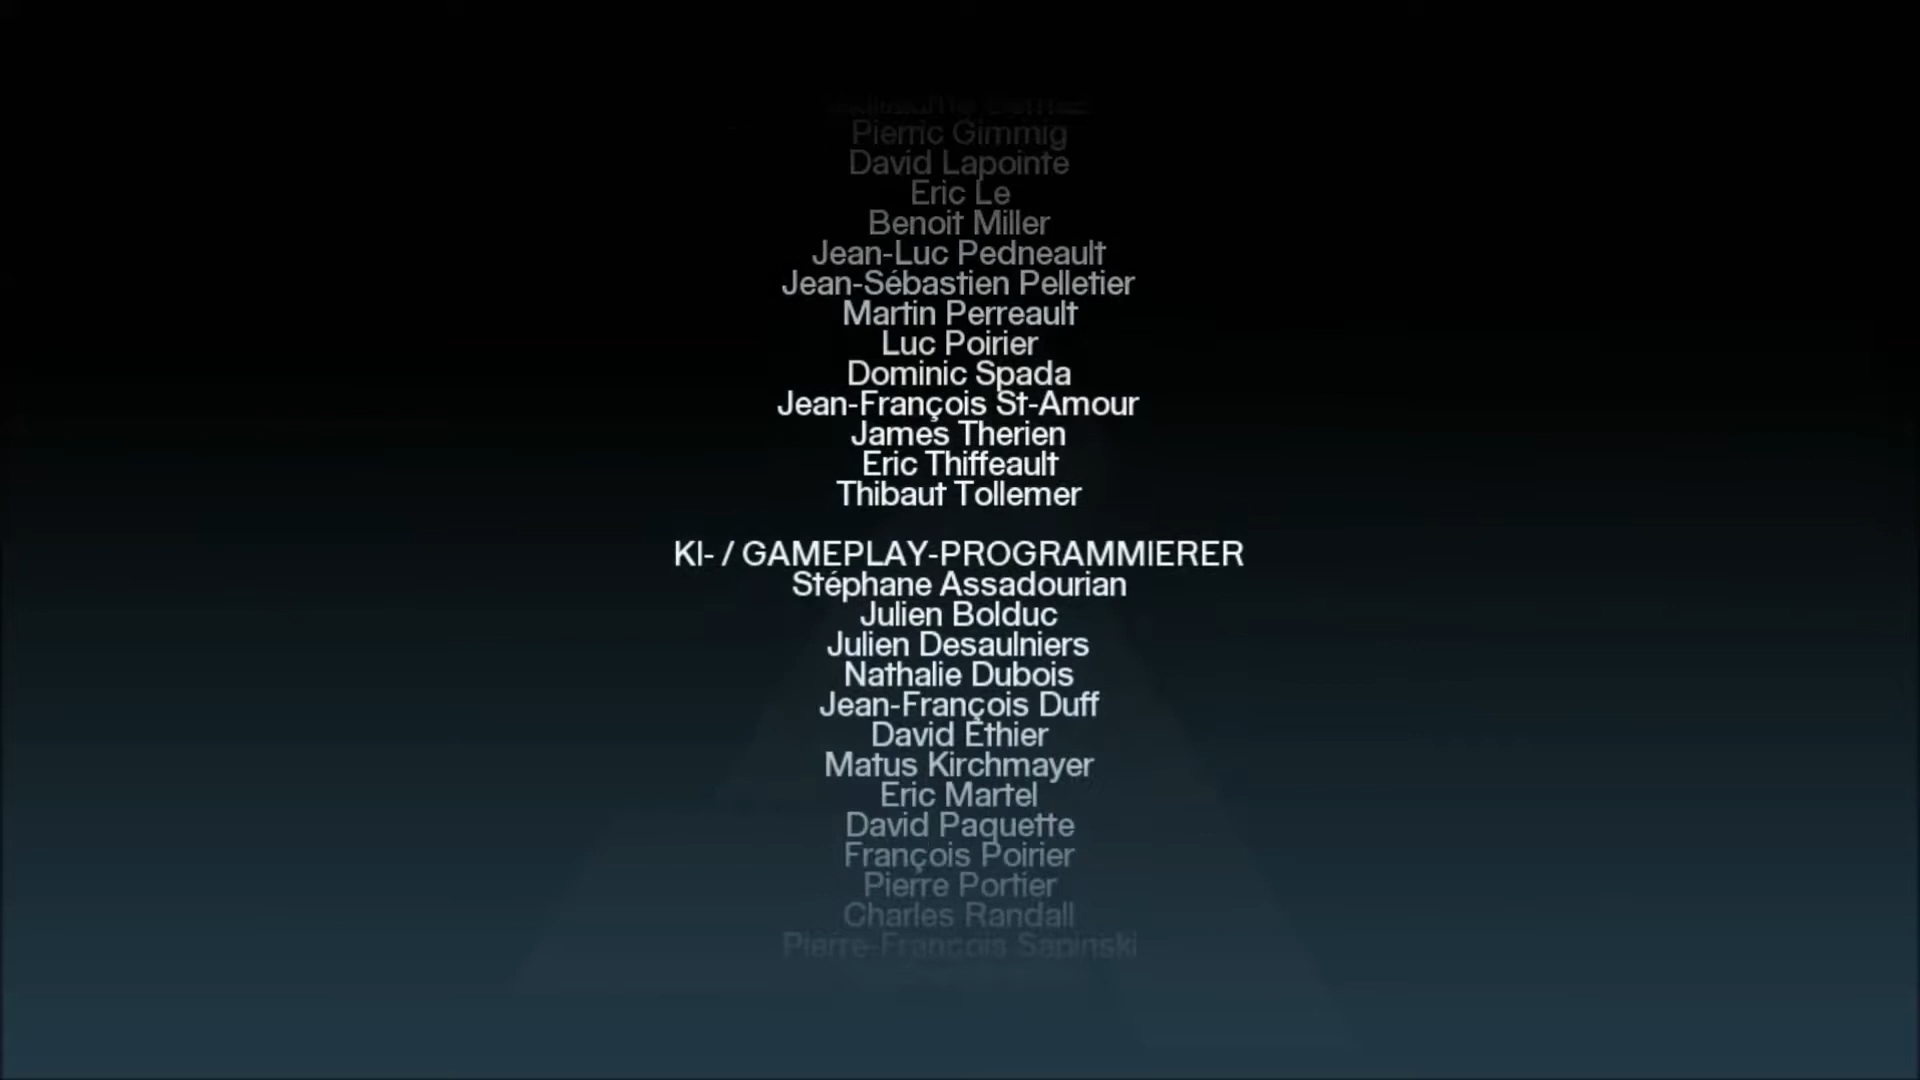 Pierric Gimmig
David Lapointe
Eric Le
Benoit Miller
Jean-Luc Pedneault
Jean-Sébastien Pelletier
Martin Perreault
Luc Poirier
Dominic Spada
Jean-François St-Amour
James Therien
Eric Thiffeault
Thibaut Tollemer
KI- / GAMEPLAY-PROGRAMMIERER
Stéphane Assadourian
Julien Bolduc
Julien Desaulniers
Nathalie Dubois
Jean-François Duff
David Ethier
Matus Kirchmayer
Eric Martel
David Paquette
François Poirier
Pierre Portier
Charles Randall
Pierre-François Sapinski